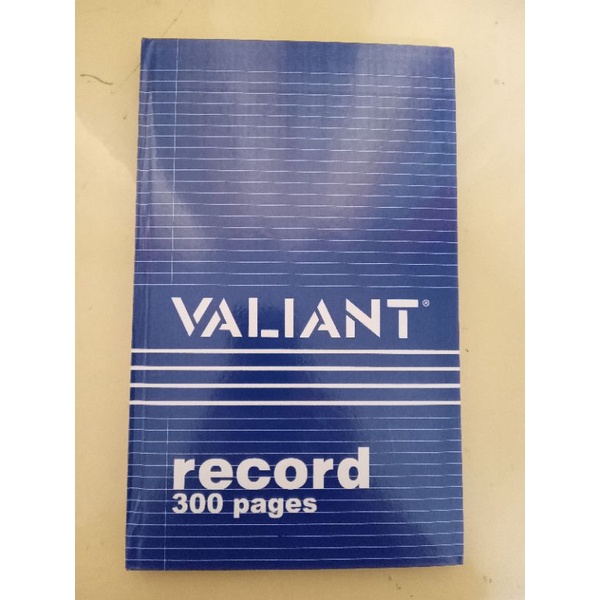 VALIANT®
record
300 pages